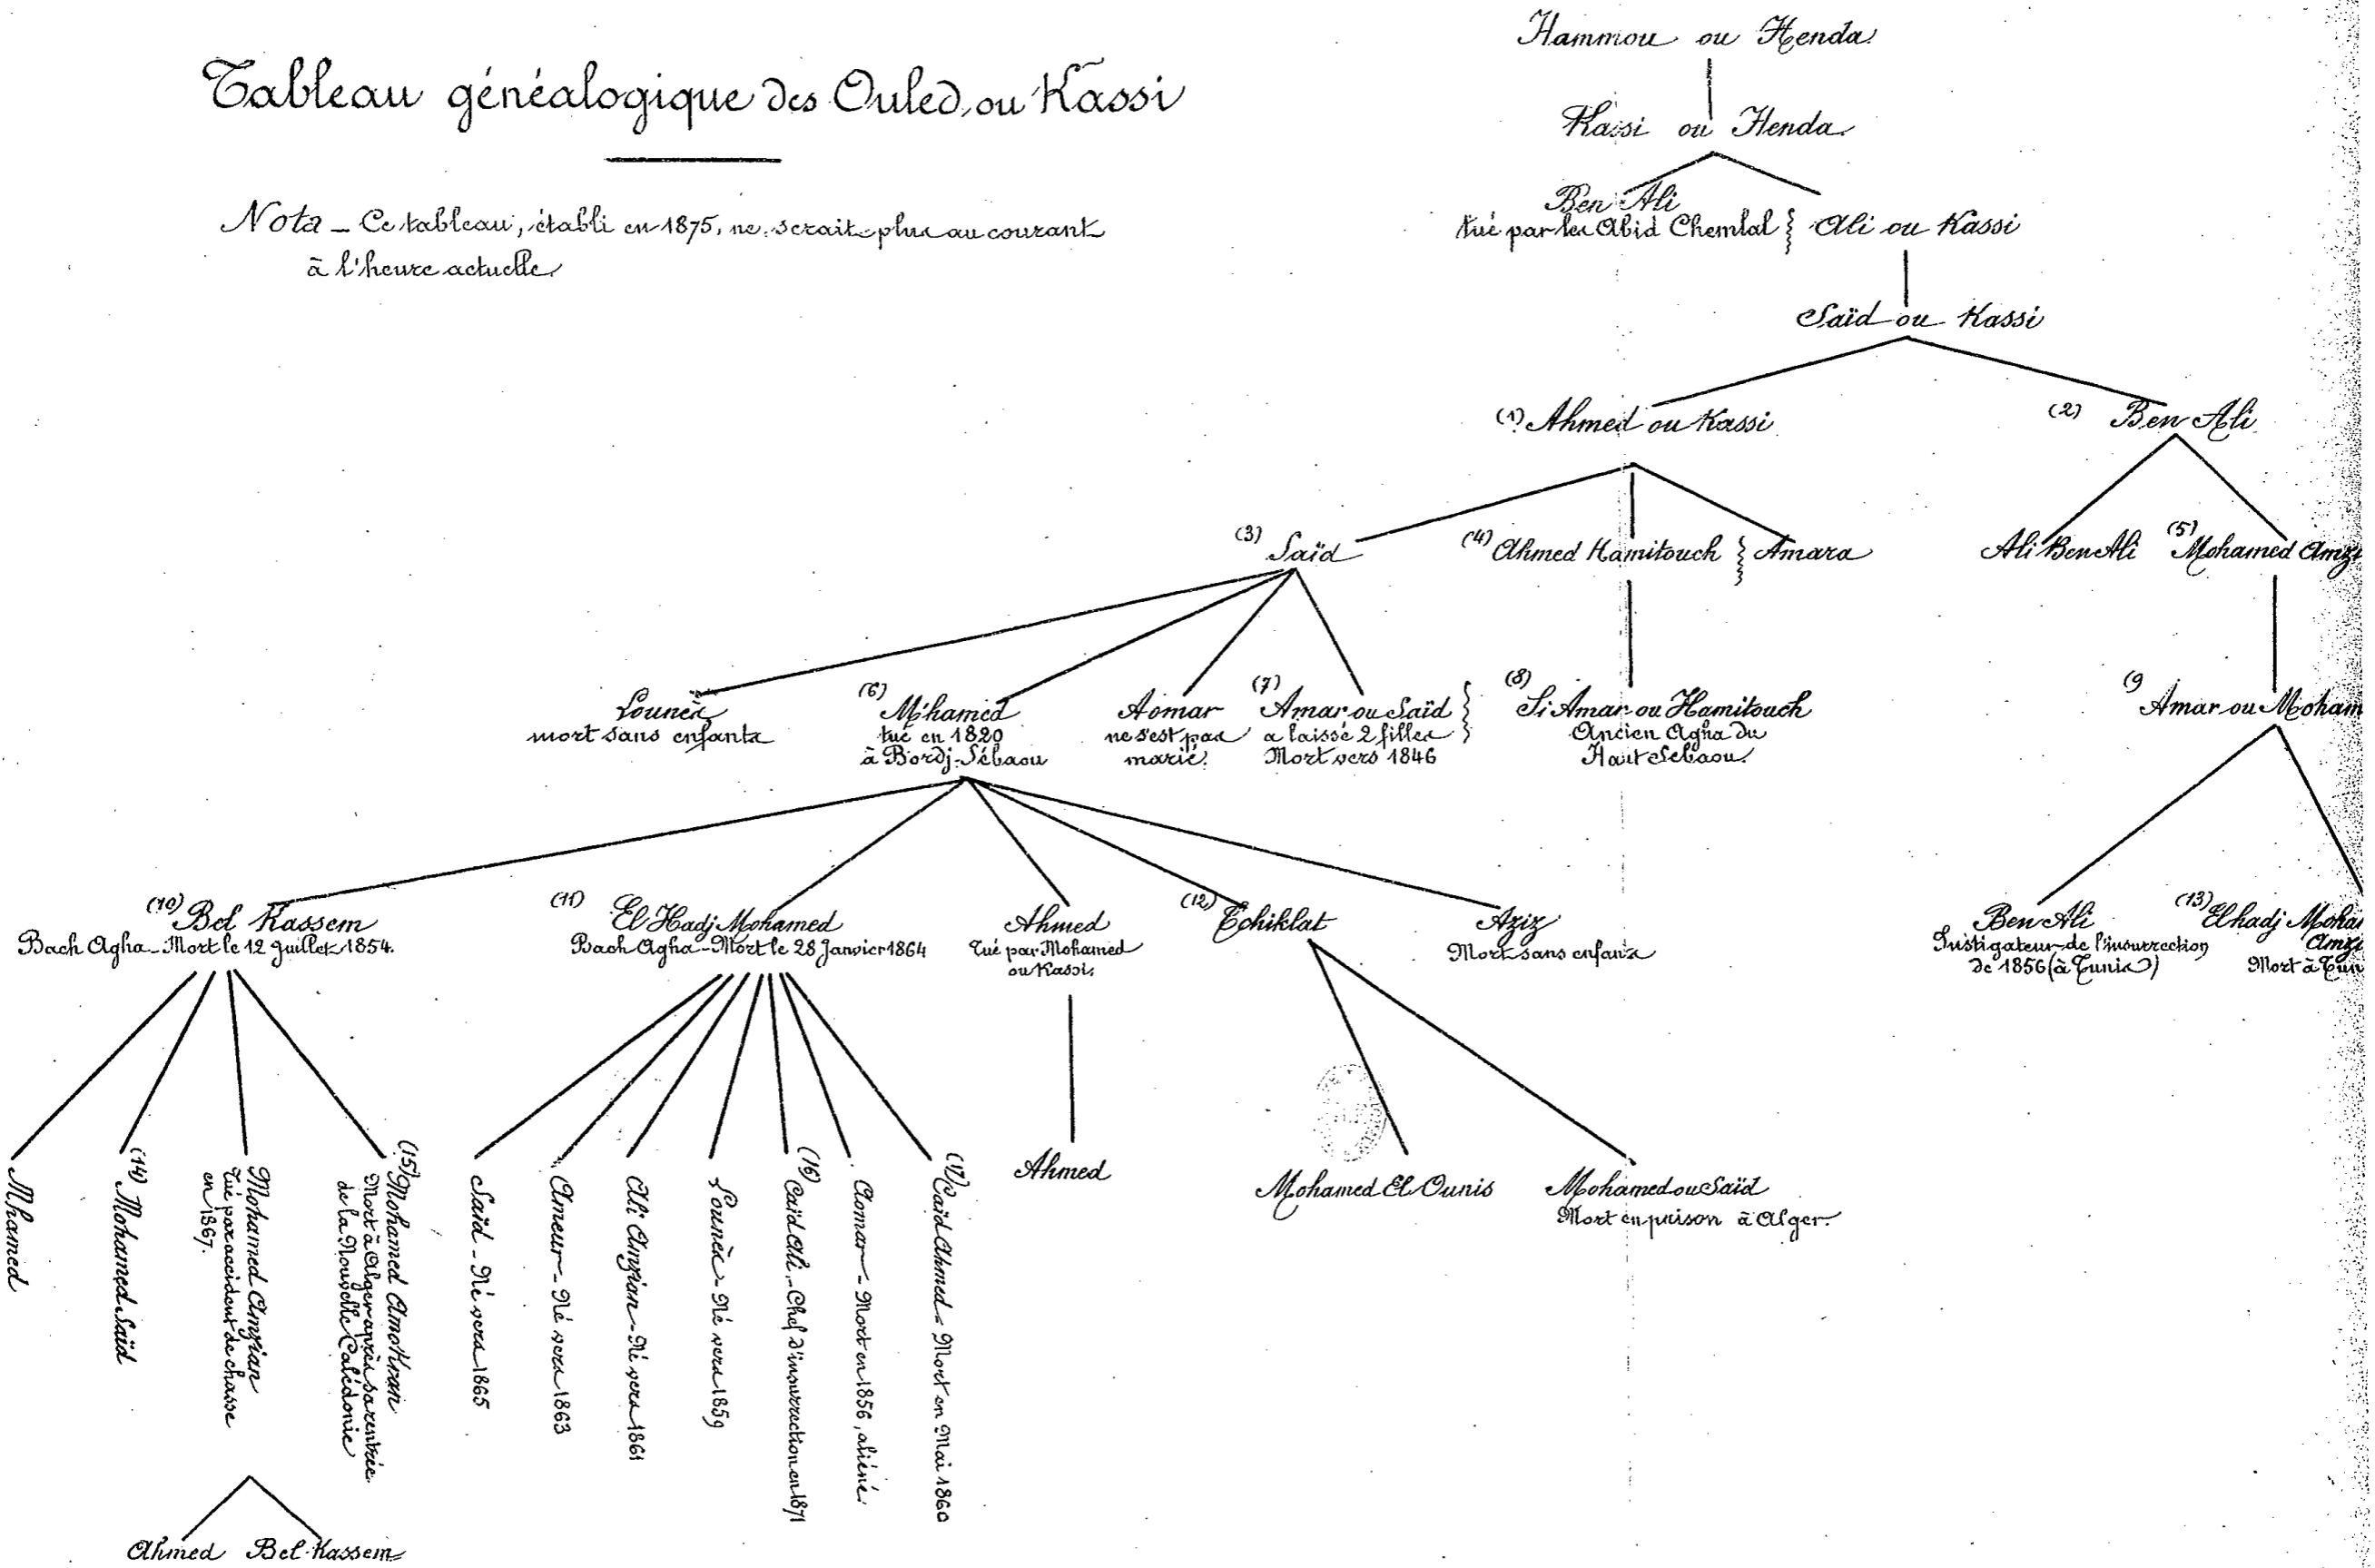 Hammou ou Henda
Tableau généalogique des Ouled ou Kassi
Kassi ou Henda
Nota - Ce tableau, établi en 1875, ne serait plus au courant
à l'heure actuelle
Ben Ali
tué par les Abid Chemlal } Ali ou Kassi
Saïd ou Kassi
(1) Ahmed ou Kassi
(2) Ben Ali
(3) Saïd
(4) Ahmed Hamitouch } Amara
Ali Ben Ali
(5) Mohamed Amzi
Lounès
mort sans enfants
(6) M'hamed
tué en 1820
à Bordj-Sébaou
Aomar
ne s'est pas
marié.
(7) Amar ou Saïd
a laissé 2 filles
Mort vers 1846
(8) Si Amar ou Hamitouch
Ancien Agha du
Haut Sébaou
(9 Amar ou Moham
(10) Bel Kassem
Bach Agha - Mort le 12 Juillet 1854.
(11) El Hadj Mohamed
Bach Agha - Mort le 28 Janvier 1864
Ahmed
Tué par Mohamed
ou Kassi.
(12) Tchiklat
Aziz
Mort sans enfants
Ben Ali
Instigateur de l'insurrection
de 1856 (à Tunis)
(13) El hadj Moha
Amzi
Mort à Tun
Mhamed
(14) Mohamed Saïd
Mohamed Amzian
Tué par accident de chasse
en 1867.
(15) Mohamed Amokran
Mort à Alger après sa rentrée
de la Nouvelle Calédonie
Saïd - Né vers 1865
Ameur - Né vers 1863
Ali Amzian - Né vers 1861
Lounès - Né vers 1859
(16) Caïd Ali - Chef d'insurrection en 1871
Aomar - Mort en 1856, aliéné.
(17) Caïd Ahmed - Mort en Mai 1860
Ahmed
Mohamed El Ounis
Mohamed ou Saïd
Mort en prison à Alger.
Ahmed
Bel Kassem